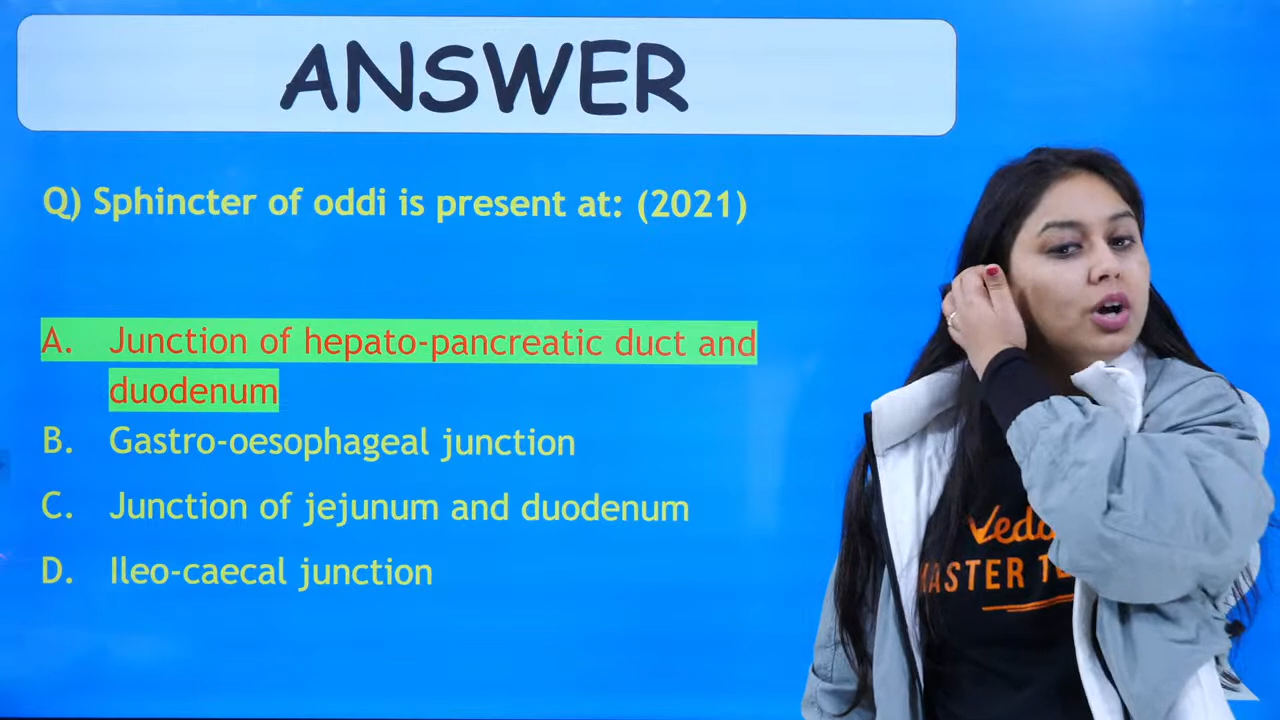 ANSWER
Q) Sphincter of oddi is present at: (2021)
A. Junction of hepato-pancreatic duct and
duodenum
B. Gastro-oesophageal junction
C. Junction of jejunum and duodenum
D. Ileo-caecal junction